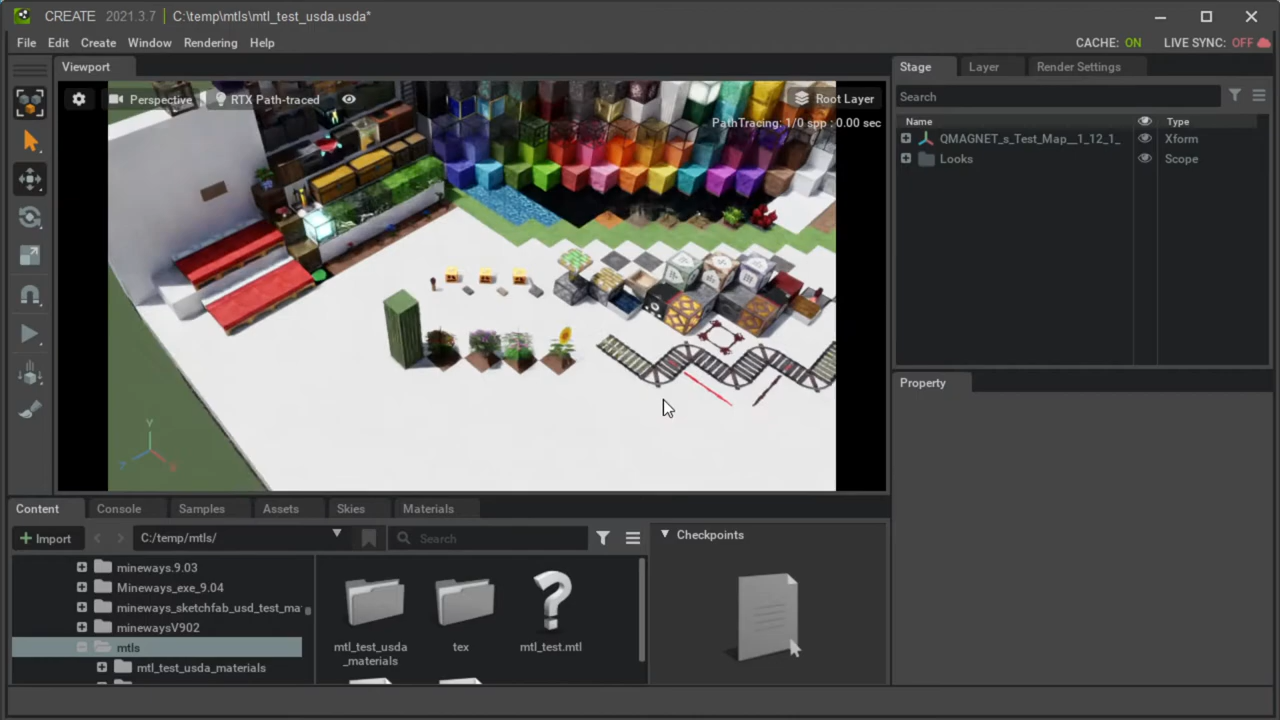 CREATE 2021.3.7 C:\temp\mtls\mtl_test_usda.usda*
File Edit Create Window Rendering Help CACHE: ON LIVE SYNC: OFF
Viewport
Stage Layer Render Settings
Perspective RTX Path-traced Root Layer
PathTracing: 1/0 spp : 0.00 sec
Search
Name Type
QMAGNET_s_Test_Map__1_12_1_ Xform
Looks Scope
Property
Y
Z X
Content Console Samples Assets Skies Materials
+ Import C:/temp/mtls/ Search
Checkpoints
mineways.9.03
Mineways_exe_9.04
mineways_sketchfab_usd_test_ma
minewaysV902
mtls
mtl_test_usda_materials
mtl_test_usda
_materials
tex
mtl_test.mtl